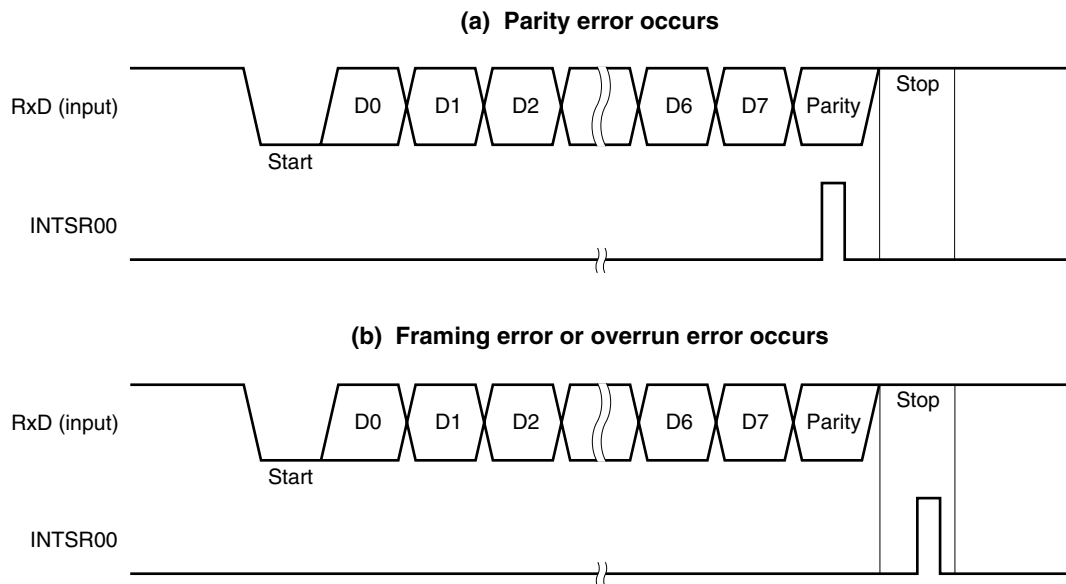 (a) Parity error occurs
RxD (input) D0 D1 D2 D6 D7 Parity Stop
Start
INTSR00
(b) Framing error or overrun error occurs
RxD (input) D0 D1 D2 D6 D7 Parity Stop
Start
INTSR00